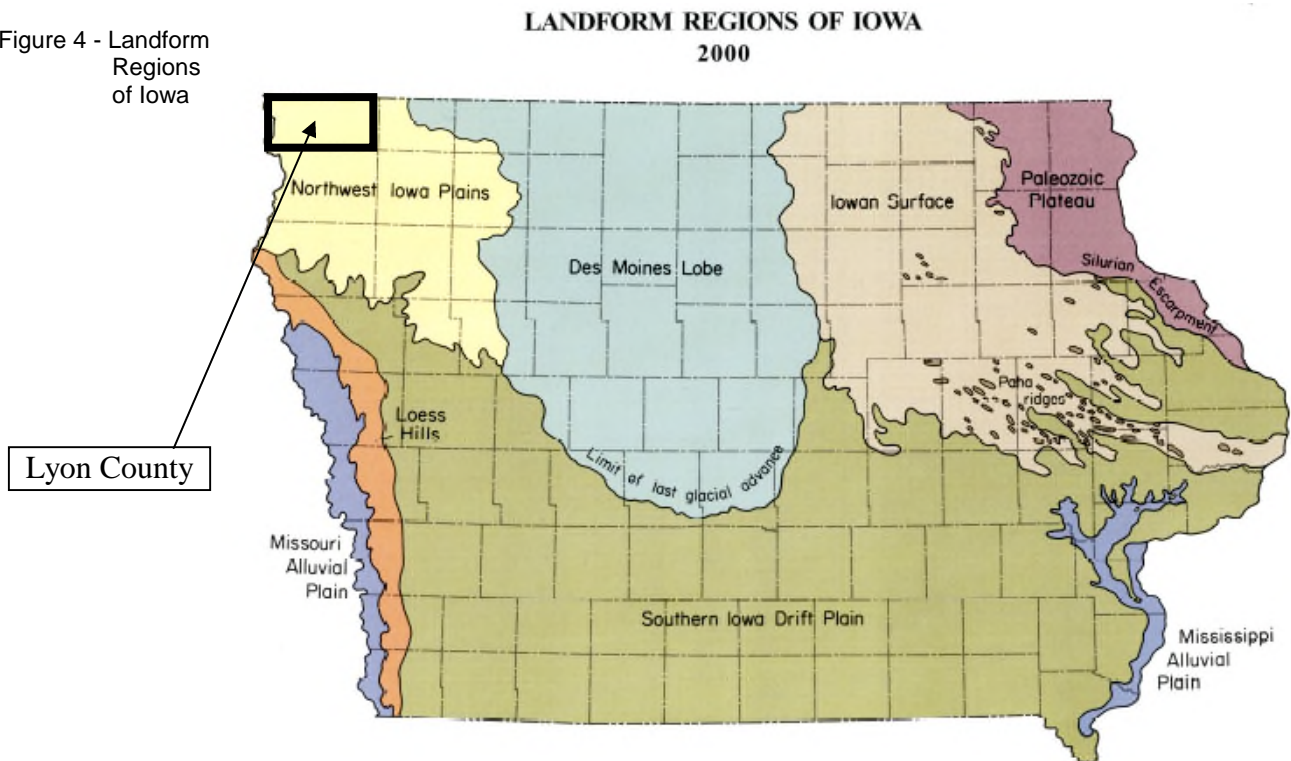 LANDFORM REGIONS OF IOWA
2000
Figure 4 - Landform
Regions
of Iowa
Northwest Iowa Plains
Des Moines Lobe
Iowan Surface
Paleozoic
Plateau
Silurian
Escarpment
Paha
ridges
Loess
Hills
Limit of last glacial advance
Lyon County
Missouri
Alluvial
Plain
Southern Iowa Drift Plain
Mississippi
Alluvial
Plain